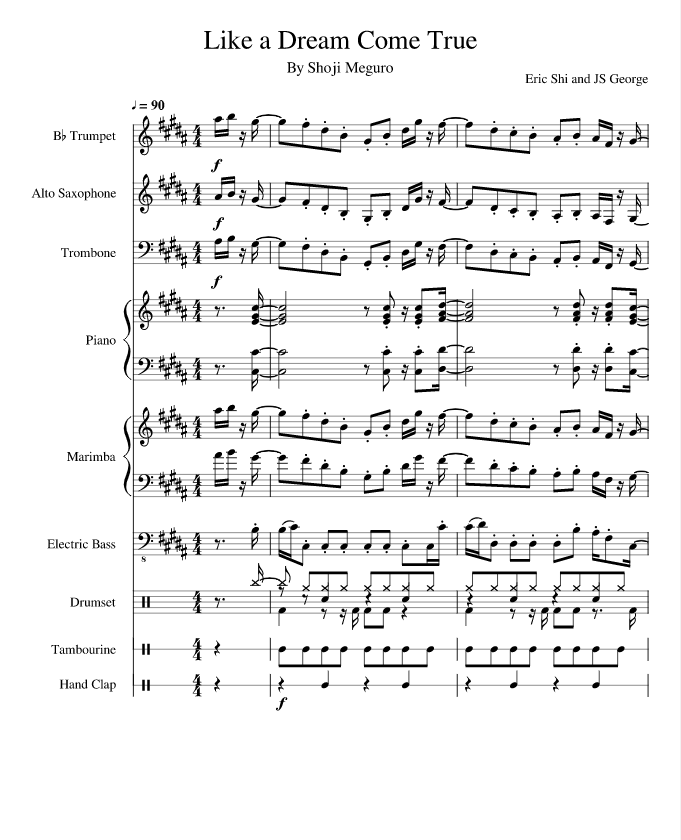 Like a Dream Come True
By Shoji Meguro
Eric Shi and JS George
♩ = 90
B♭ Trumpet
f
Alto Saxophone
f
Trombone
f
Piano
Marimba
Electric Bass
8
Drumset
Tambourine
Hand Clap
f